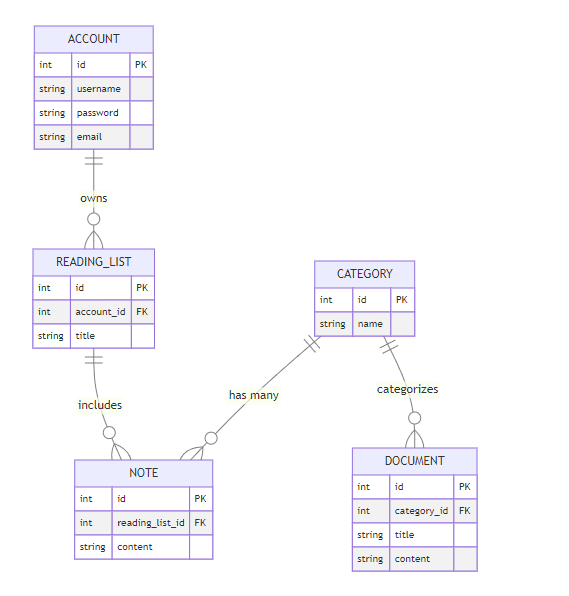 ACCOUNT
int id PK
string username
string password
string email
owns
READING_LIST
int id PK
int account_id FK
string title
CATEGORY
int id PK
string name
includes
has many
categorizes
NOTE
int id PK
int reading_list_id FK
string content
DOCUMENT
int id PK
int category_id FK
string title
string content